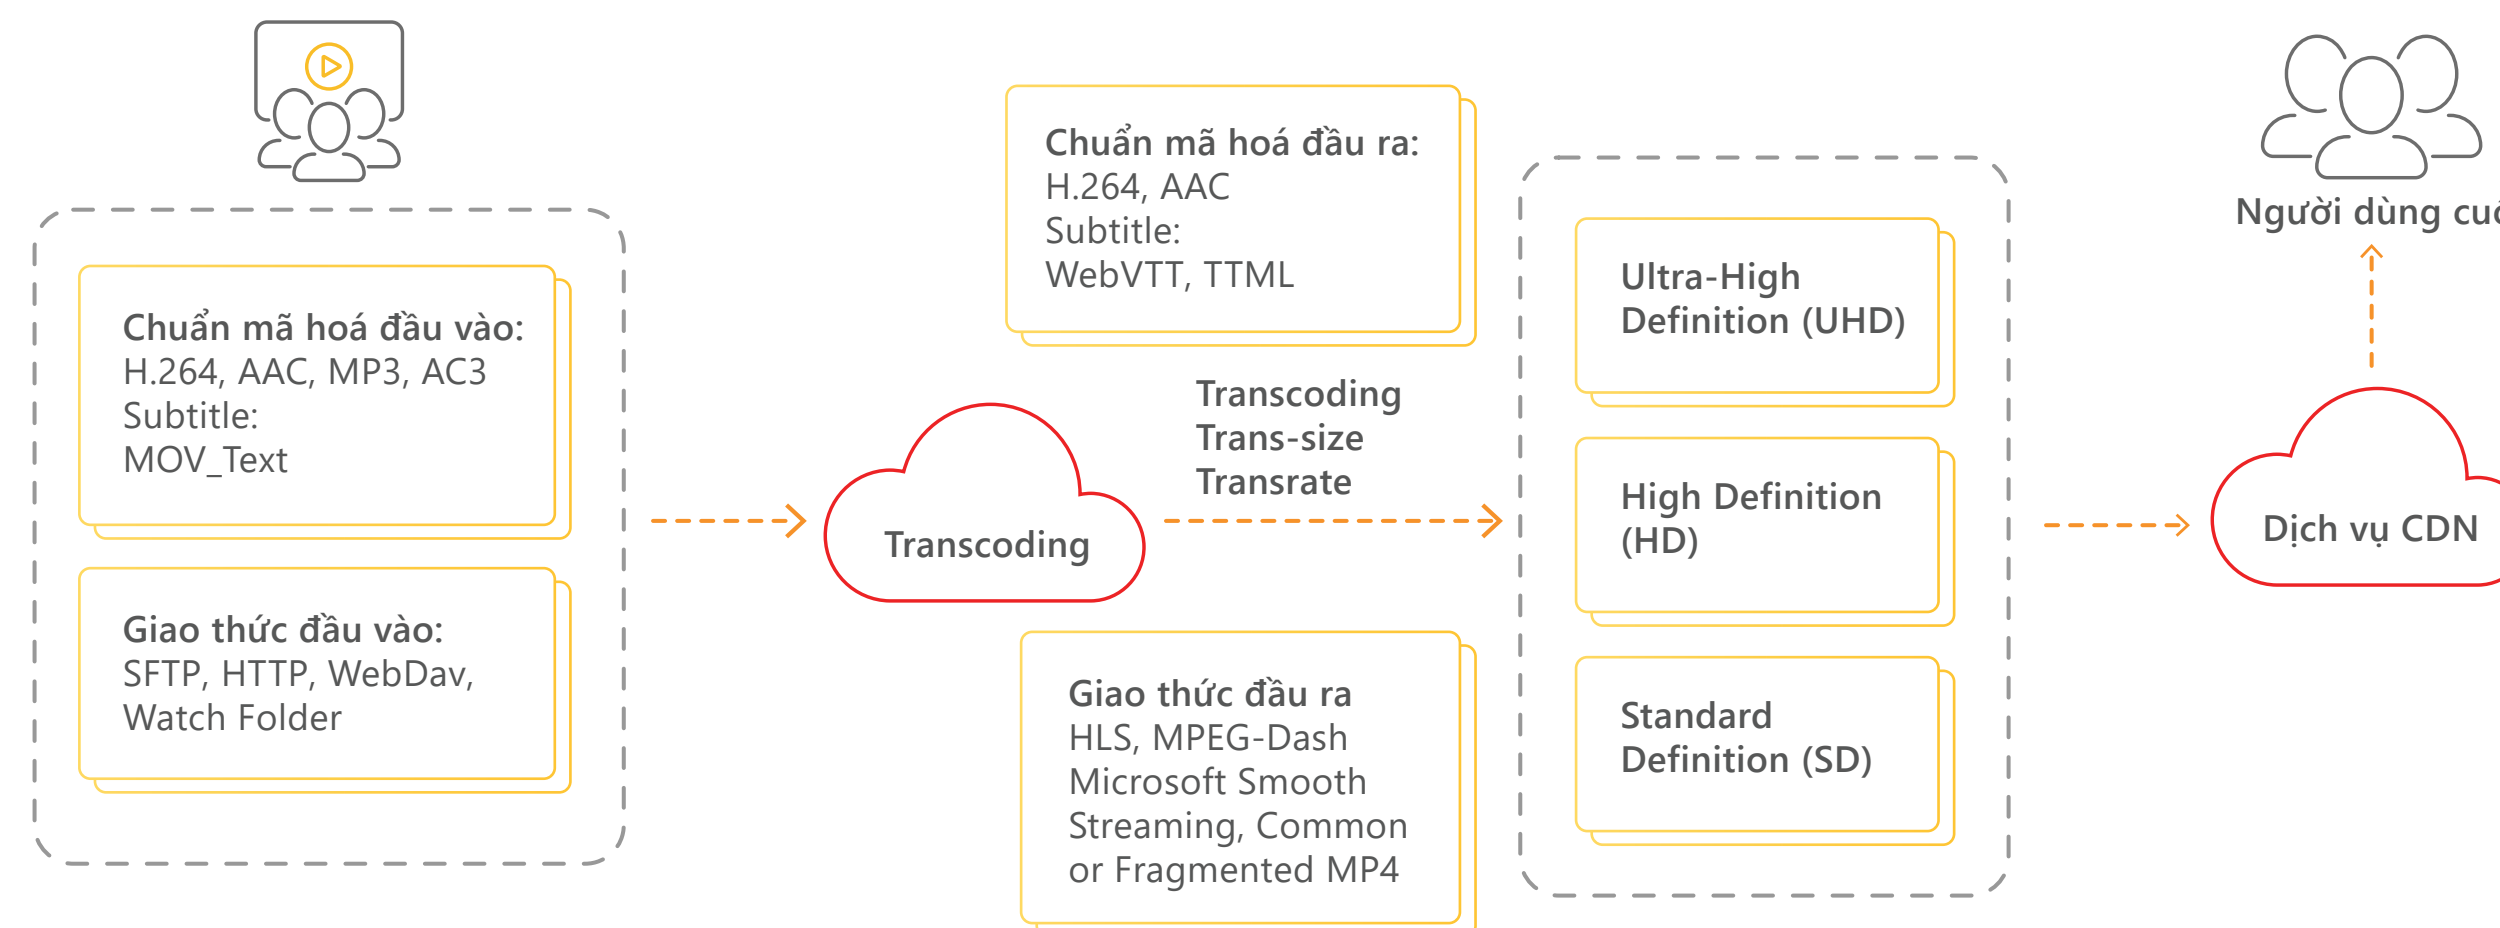 Chuẩn mã hoá đầu vào:
H.264, AAC, MP3, AC3
Subtitle:
MOV_Text
Giao thức đầu vào:
SFTP, HTTP, WebDav,
Watch Folder
Transcoding
Chuẩn mã hoá đầu ra:
H.264, AAC
Subtitle:
WebVTT, TTML
Transcoding
Trans-size
Transrate
Giao thức đầu ra
HLS, MPEG-Dash
Microsoft Smooth
Streaming, Common
or Fragmented MP4
Ultra-High
Definition (UHD)
High Definition
(HD)
Standard
Definition (SD)
Người dùng
Dịch vụ CDN